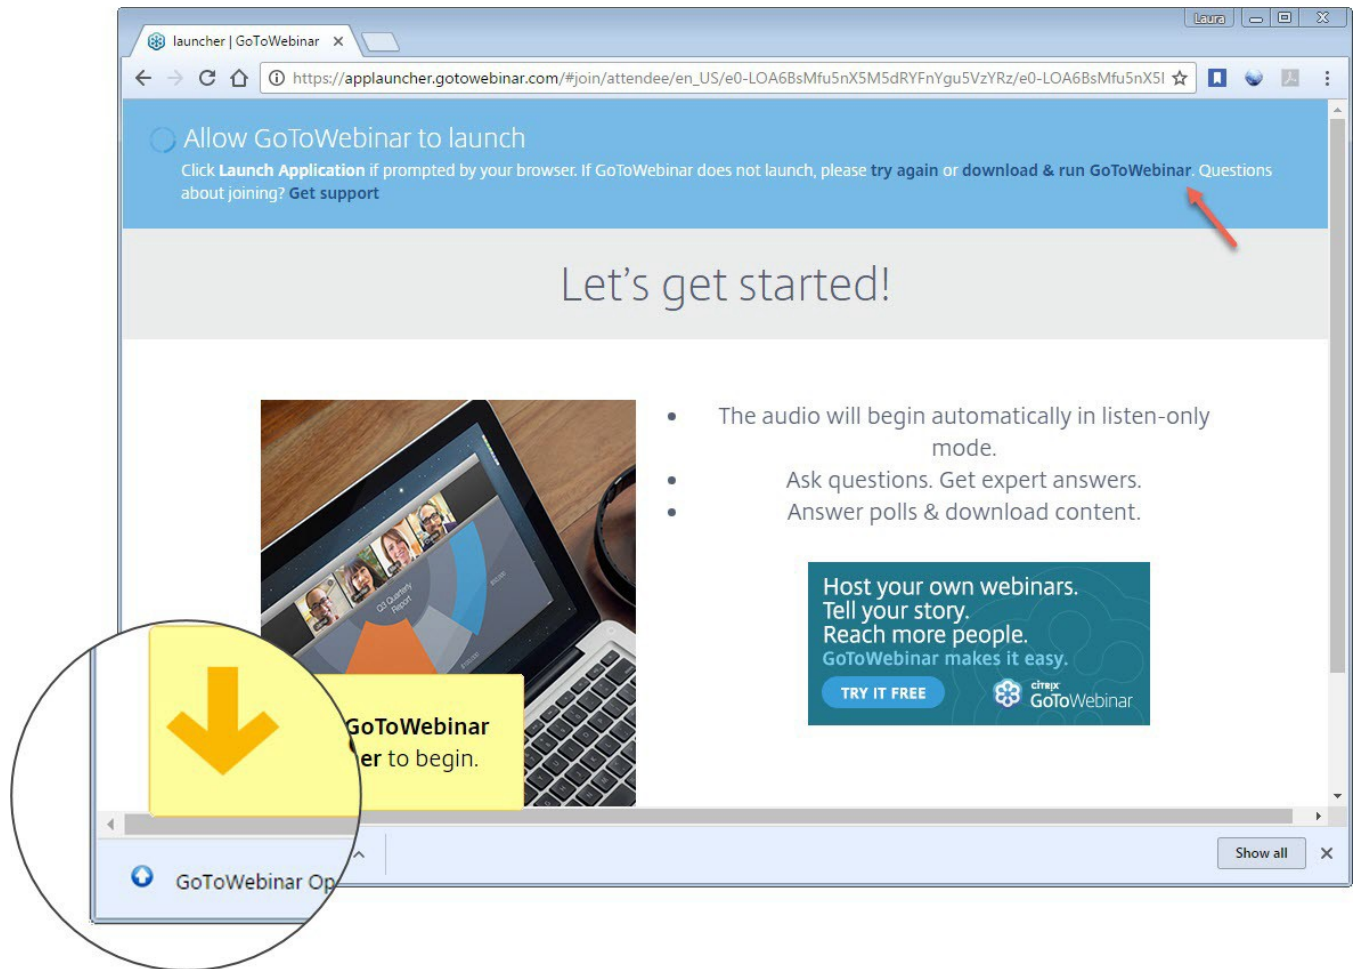 Laura
launcher | GoToWebinar
https://applauncher.gotowebinar.com/#join/attendee/en_US/e0-LOA6BsMfu5nX5M5dRYFnYgu5VzYRz/e0-LOA6BsMfu5nX5l
Allow GoToWebinar to launch
Click Launch Application if prompted by your browser. If GoToWebinar does not launch, please try again or download & run GoToWebinar. Questions
about joining? Get support
Let's get started!
The audio will begin automatically in listen-only
mode.
Ask questions. Get expert answers.
Answer polls & download content.
Q3 Quarterly
Report
Host your own webinars.
Tell your story.
Reach more people.
GoToWebinar makes it easy.
TRY IT FREE
citrix
GoToWebinar
GoToWebinar
er to begin.
GoToWebinar Op
Show all